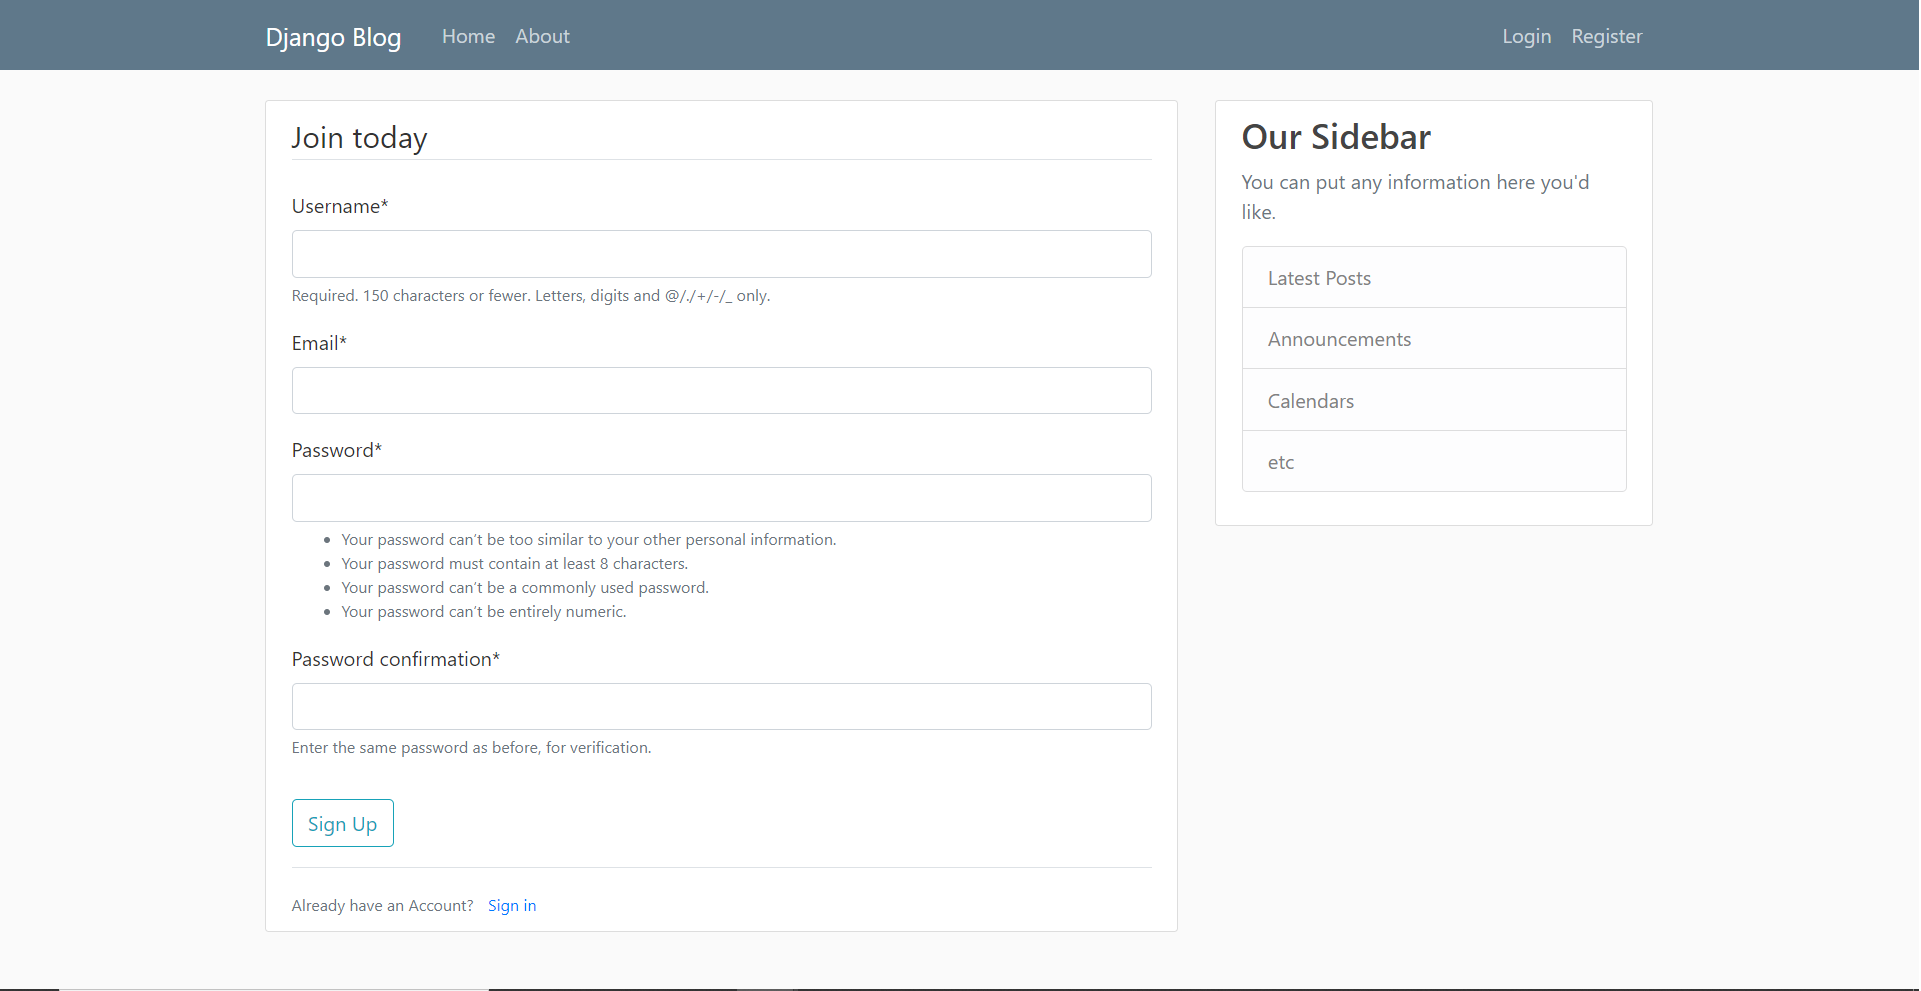 Django Blog Home About Login Register
Join today
Username*
Required. 150 characters or fewer. Letters, digits and @/./+/-/_ only.
Email*
Password*
Your password can’t be too similar to your other personal information.
Your password must contain at least 8 characters.
Your password can’t be a commonly used password.
Your password can’t be entirely numeric.
Password confirmation*
Enter the same password as before, for verification.
Sign Up
Already have an Account? Sign in
Our Sidebar
You can put any information here you'd
like.
Latest Posts
Announcements
Calendars
etc